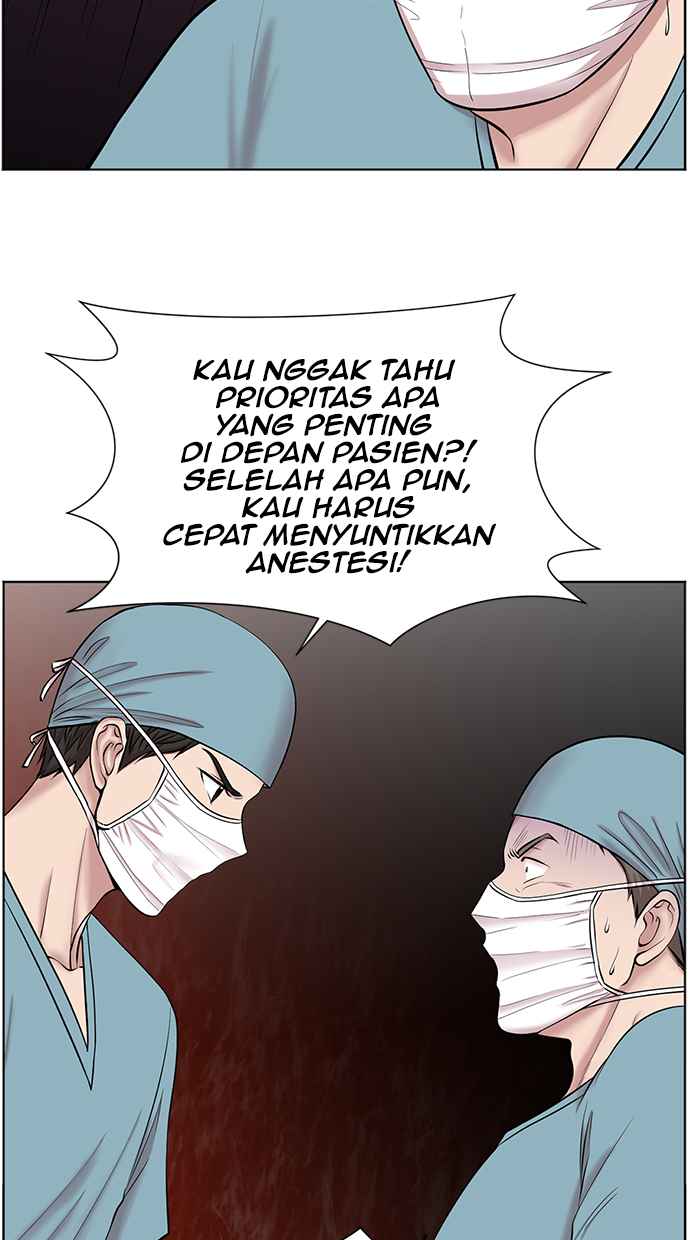 KAU NGGAK TAHU
PRIORITAS APA
YANG PENTING
DI DEPAN PASIEN?!
SELELAH APA PUN,
KAU HARUS
CEPAT MENYUNTIKKAN
ANESTESI!